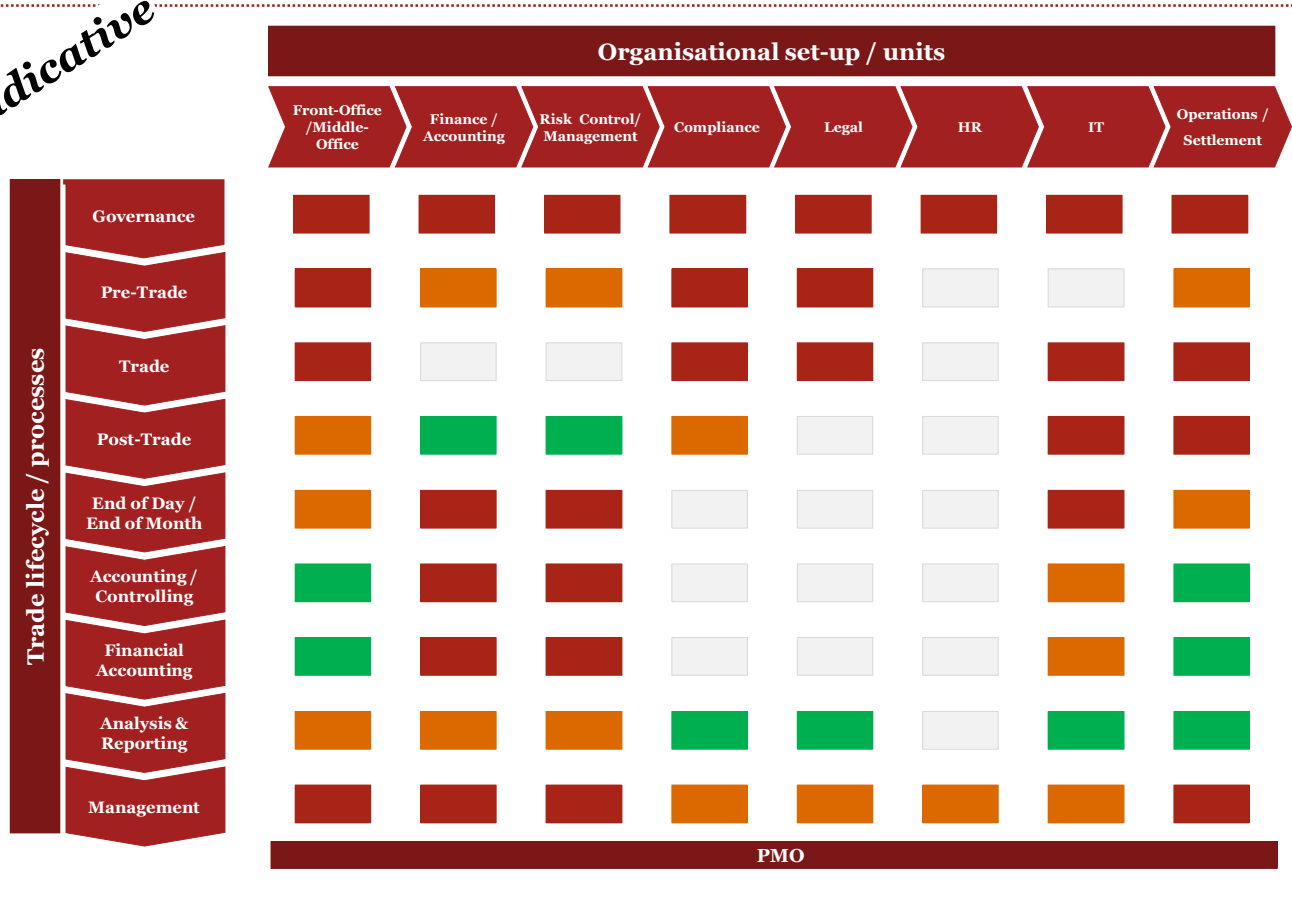 Organisational set-up / units
Front-Office
/Middle-
Office
Finance /
Accounting
Risk Control/
Management
Compliance
Legal
HR
IT
Operations /
Settlement
Trade lifecycle / processes
Governance
Pre-Trade
Trade
Post-Trade
End of Day /
End of Month
Accounting /
Controlling
Financial
Accounting
Analysis &
Reporting
Management
PMO